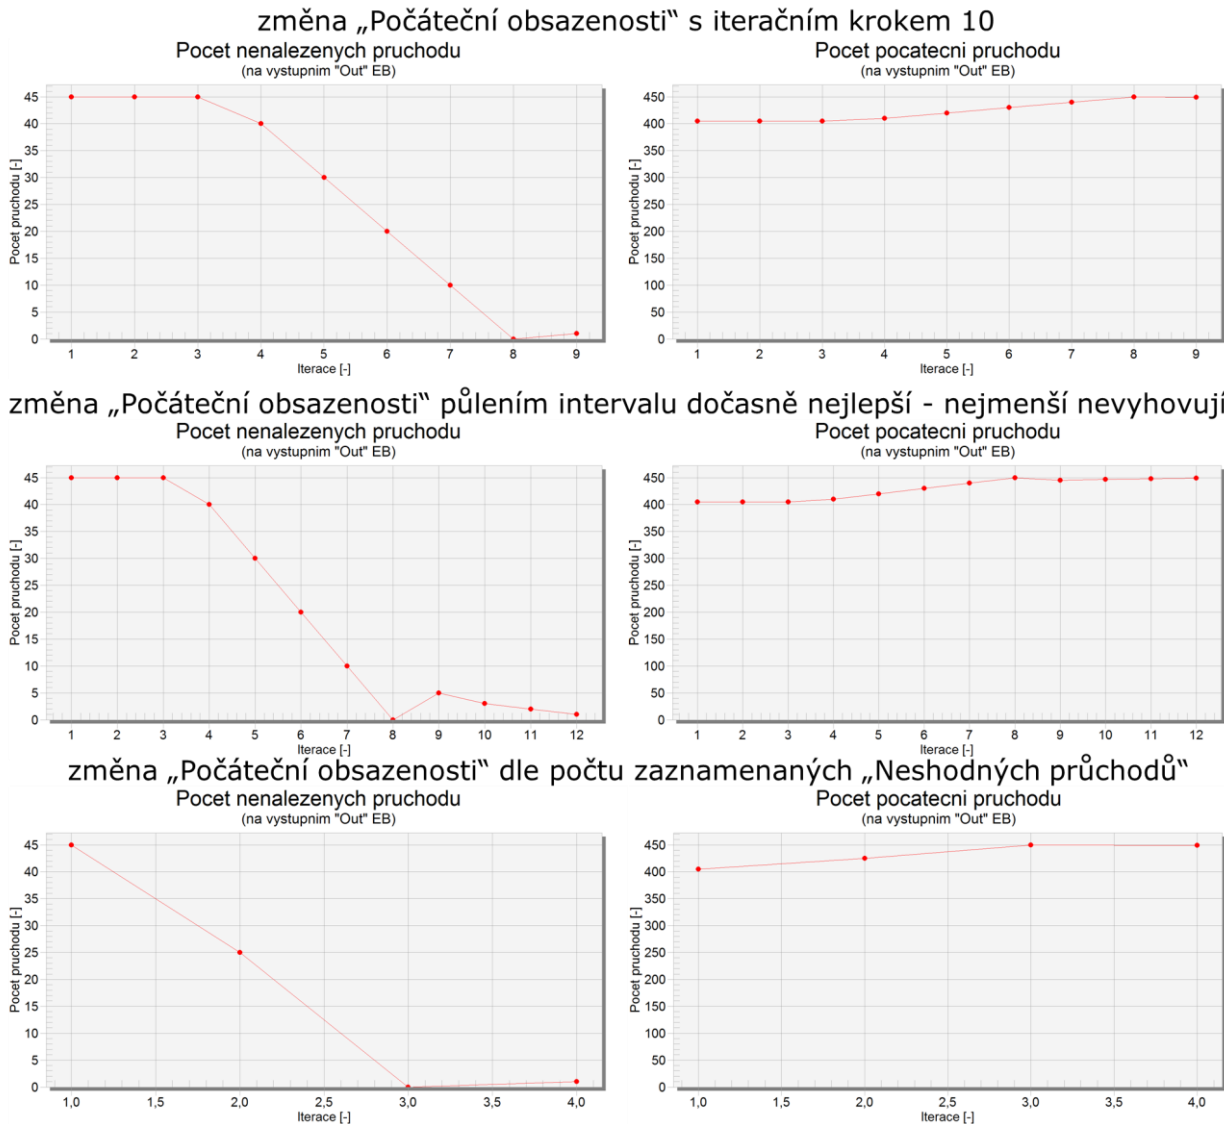 změna „Počáteční obsazenosti“ s iteračním krokem 10
Pocet nenalezenych pruchodu
(na vystupnim "Out" EB)
Pocet pruchodu [-]
45
40
35
30
25
20
15
10
5
0
1 2 3 4 5 6 7 8 9
Iterace [-]
Pocet pocatecni pruchodu
(na vystupnim "Out" EB)
Pocet pruchodu [-]
450
400
350
300
250
200
150
100
50
0
1 2 3 4 5 6 7 8 9
Iterace [-]
změna „Počáteční obsazenosti“ půlením intervalu dočasně nejlepší - nejmenší nevyhovují
Pocet nenalezenych pruchodu
(na vystupnim "Out" EB)
Pocet pruchodu [-]
45
40
35
30
25
20
15
10
5
0
1 2 3 4 5 6 7 8 9 10 11 12
Iterace [-]
Pocet pocatecni pruchodu
(na vystupnim "Out" EB)
Pocet pruchodu [-]
450
400
350
300
250
200
150
100
50
0
1 2 3 4 5 6 7 8 9 10 11 12
Iterace [-]
změna „Počáteční obsazenosti“ dle počtu zaznamenaných „Neshodných průchodů“
Pocet nenalezenych pruchodu
(na vystupnim "Out" EB)
Pocet pruchodu [-]
45
40
35
30
25
20
15
10
5
0
1,0 1,5 2,0 2,5 3,0 3,5 4,0
Iterace [-]
Pocet pocatecni pruchodu
(na vystupnim "Out" EB)
Pocet pruchodu [-]
450
400
350
300
250
200
150
100
50
0
1,0 1,5 2,0 2,5 3,0 3,5 4,0
Iterace [-]